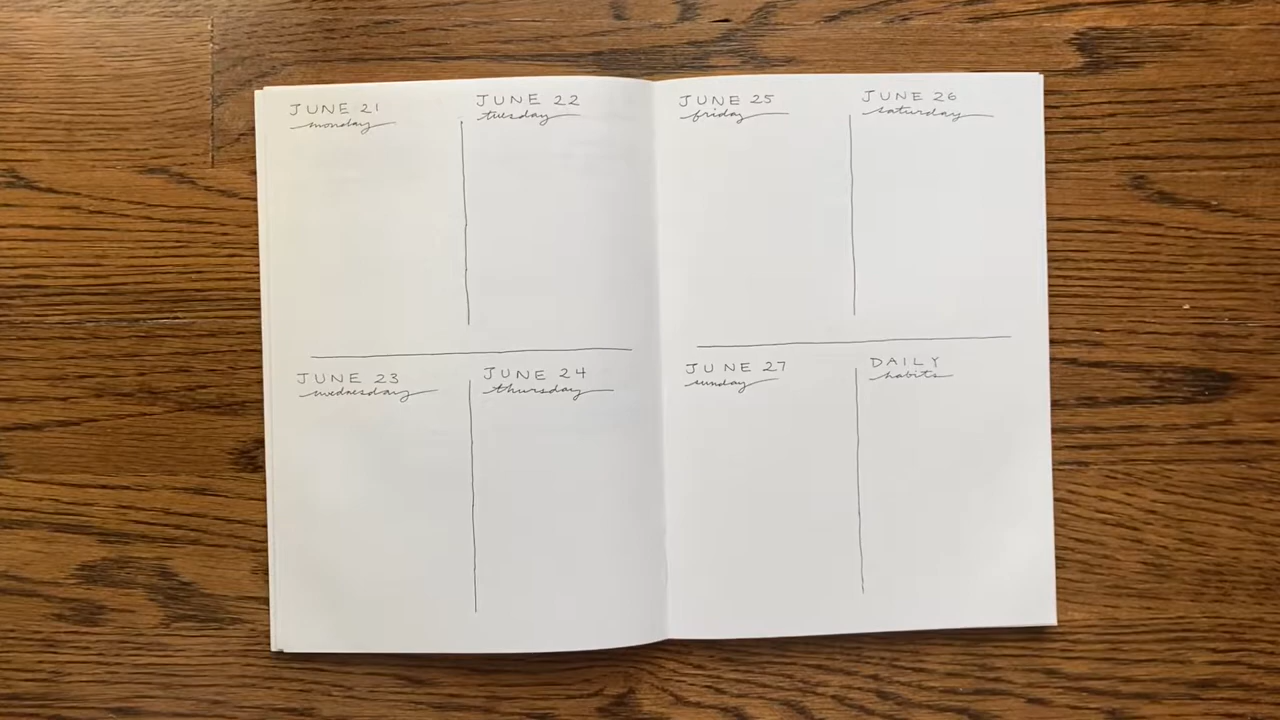 JUNE 21
monday
JUNE 22
tuesday
JUNE 23
wednesday
JUNE 24
thursday
JUNE 25
friday
JUNE 26
saturday
JUNE 27
sunday
DAILY
habits